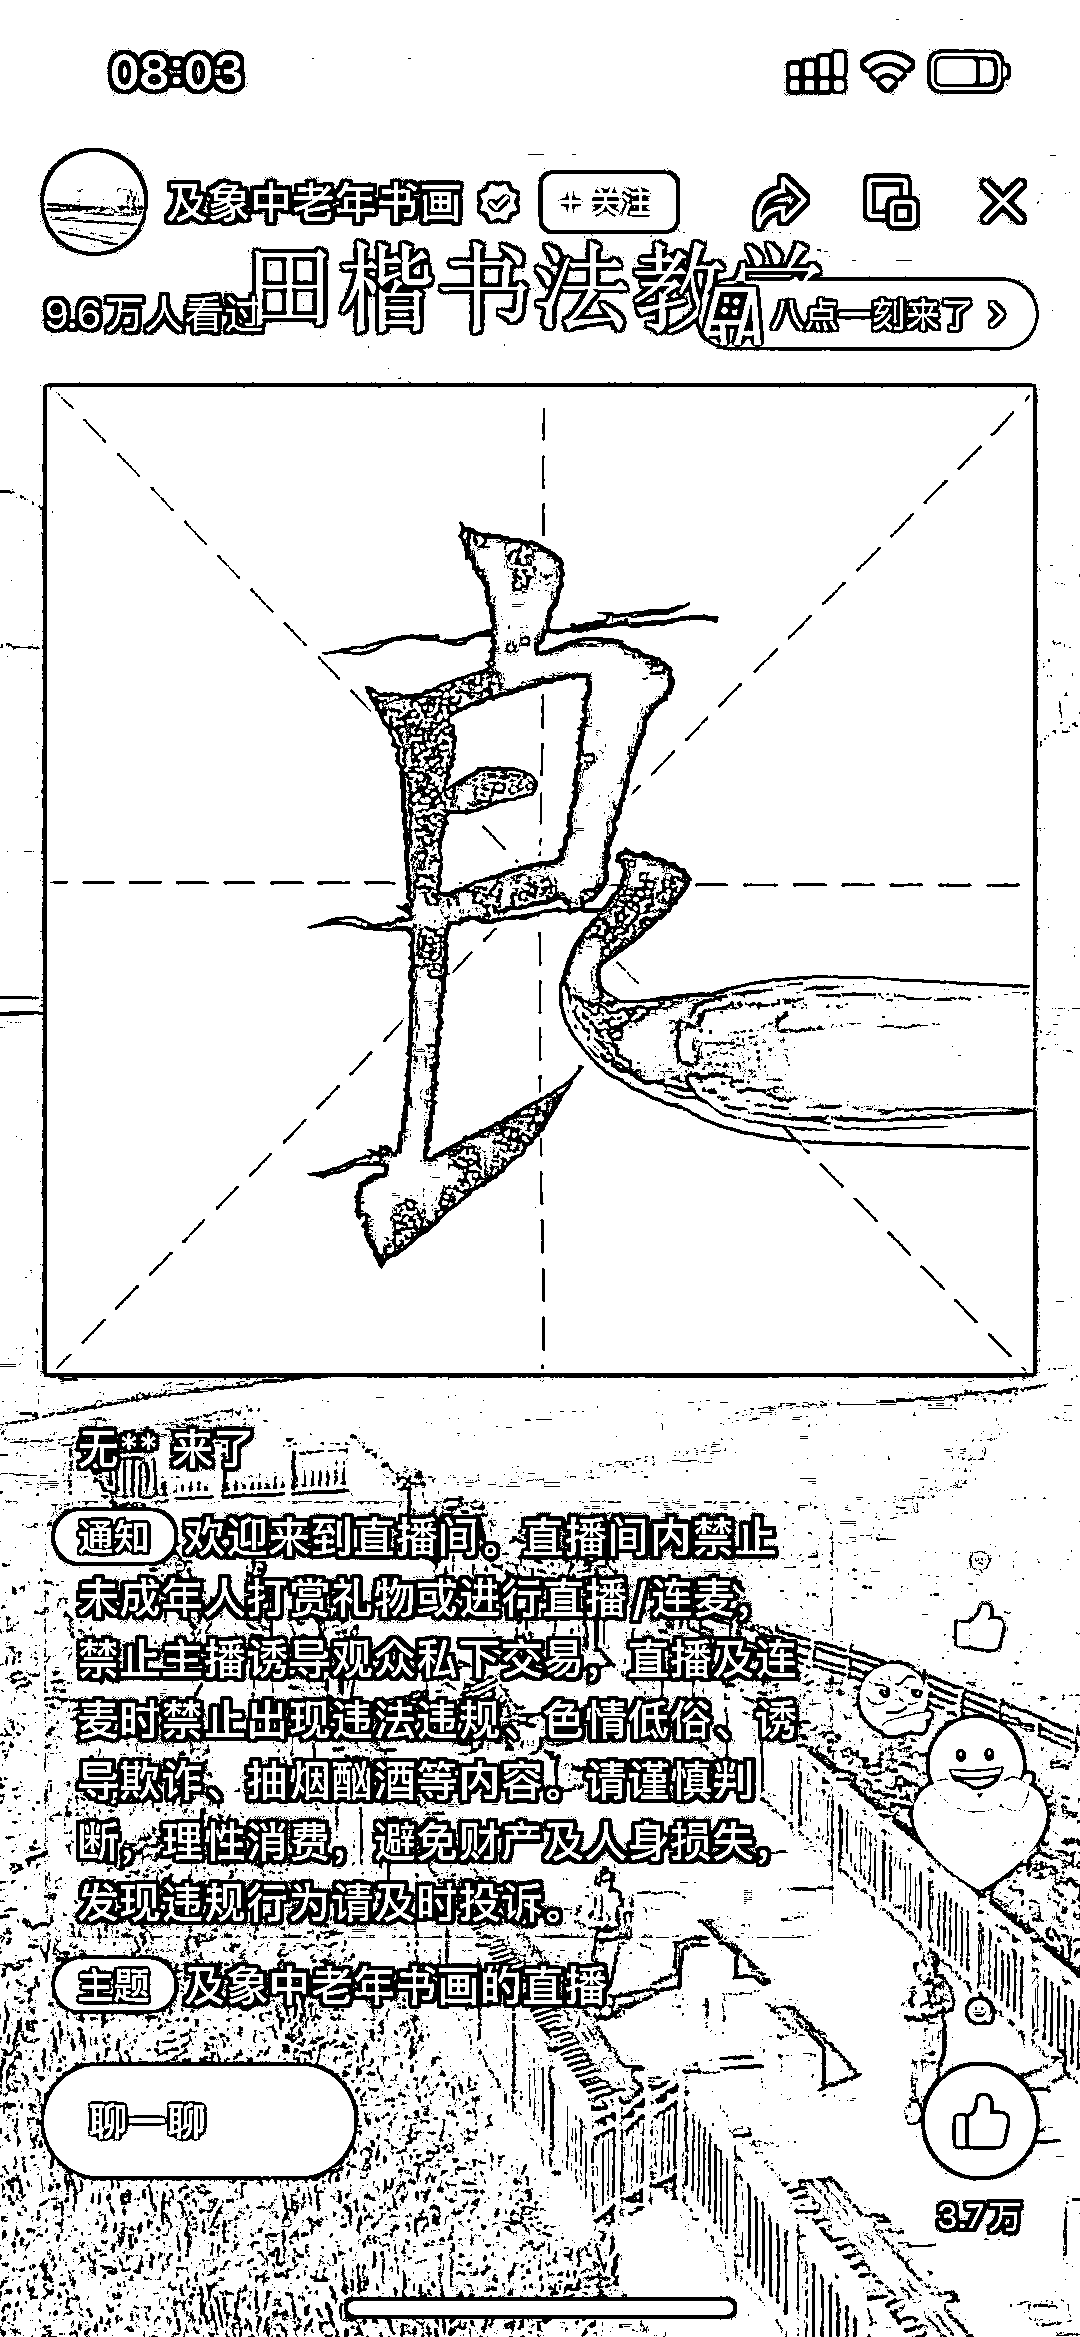 08:03
及象中老年书画
+ 关注
田楷书法教学
9.6万人看过
八点一刻来了
良
无** 来了
通知 欢迎来到直播间。直播间内禁止
未成年人打赏礼物或进行直播/连麦,
禁止主播诱导观众私下交易，直播及连
麦时禁止出现违法违规、色情低俗、诱
导欺诈、抽烟酗酒等内容。请谨慎判
断，理性消费，避免财产及人身损失，
发现违规行为请及时投诉。
主题 及象中老年书画的直播
聊一聊
3.7万